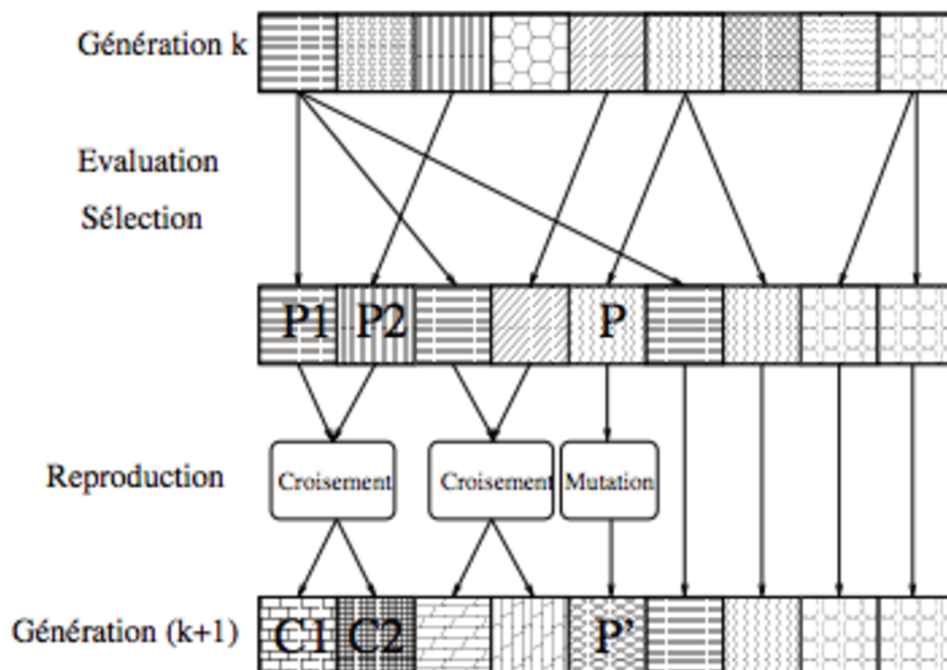 Génération k
Evaluation
Sélection
P1 P2 P
Reproduction
Croisement Croisement Mutation
Génération (k+1)
C1 C2 P'